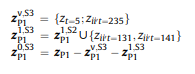 z_{P1}^{v,S3} = {z_{t=5}; z_{i≠t=235}}
z_{P1}^{1,S3} = z_{P1}^{1,S2} ∪ {z_{i≠t=131}, z_{i≠t=141}}
z_{P1}^{0,S3} = z_{P1} − z_{P1}^{v,S3} − z_{P1}^{1,S3}